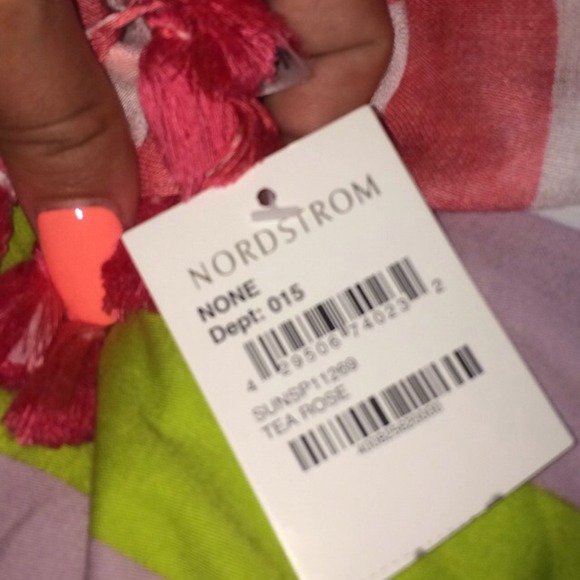 NORDSTROM
NONE
Dept: 015
4 29506 74023 2
SUNSP11269
TEA ROSE